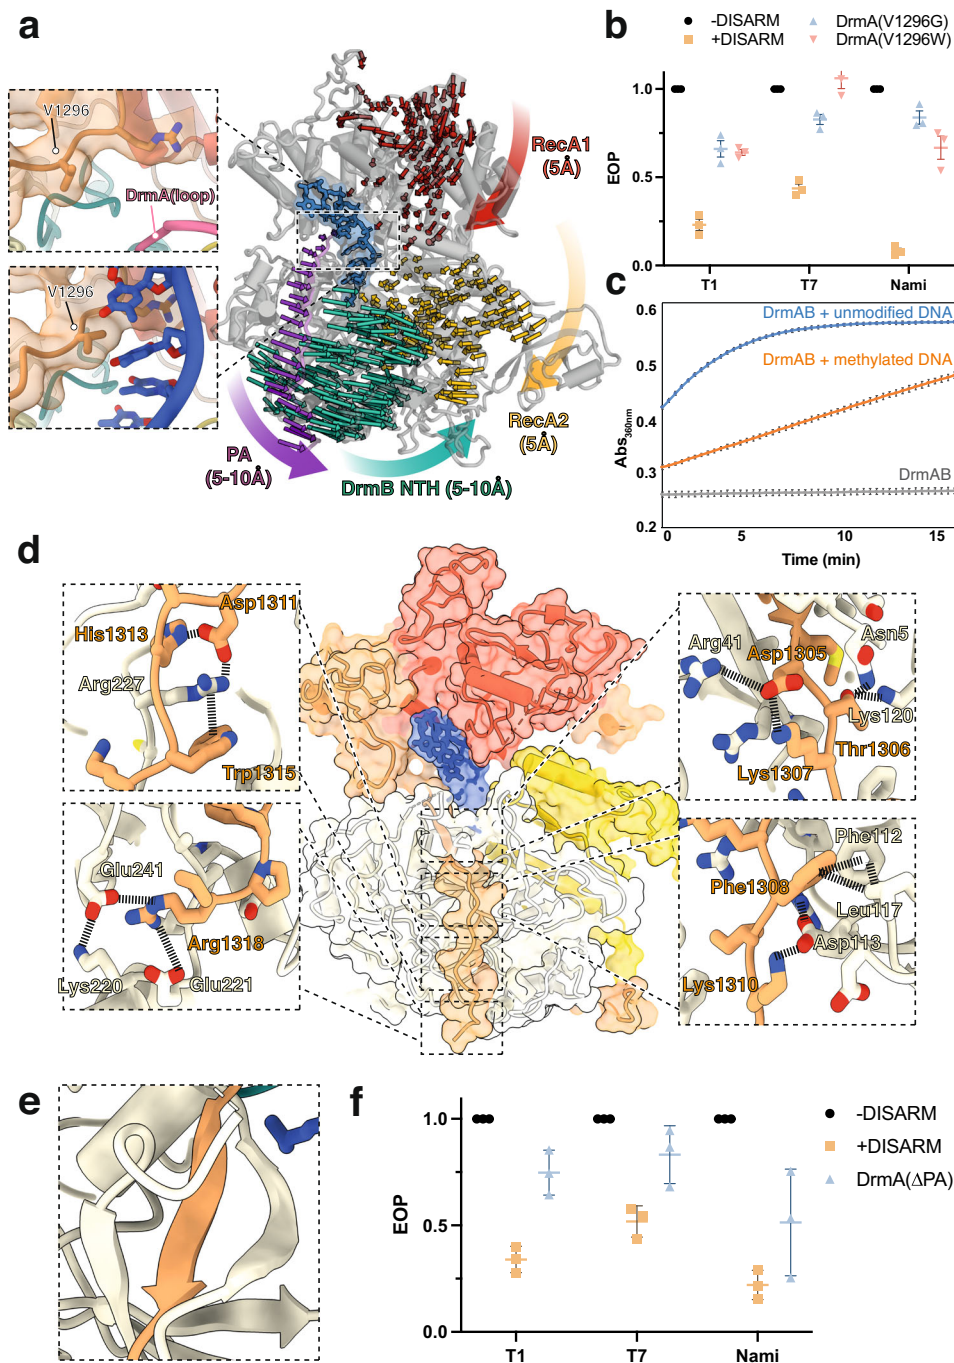 a
V1296
DrmA(loop)
V1296
RecA1
(5Å)
RecA2
(5Å)
PA
(5-10Å)
DrmB NTH (5-10Å)
b
-DISARM
+DISARM
DrmA(V1296G)
DrmA(V1296W)
1.0
0.5
0.0
EOP
T1
T7
Nami
c
0.6
0.5
0.4
0.3
0.2
Abs360nm
DrmAB + unmodified DNA
DrmAB + methylated DNA
DrmAB
5
10
15
Time (min)
d
Asp1311
His1313
Arg227
Trp1315
Glu241
Arg1318
Lys220
Glu221
Arg41
Asn5
Asp1305
Lys120
Thr1306
Lys1307
Phe112
Phe1308
Leu117
Asp113
Lys1310
e
f
1.0
0.5
0.0
EOP
T1
T7
Nami
-DISARM
+DISARM
DrmA(ΔPA)